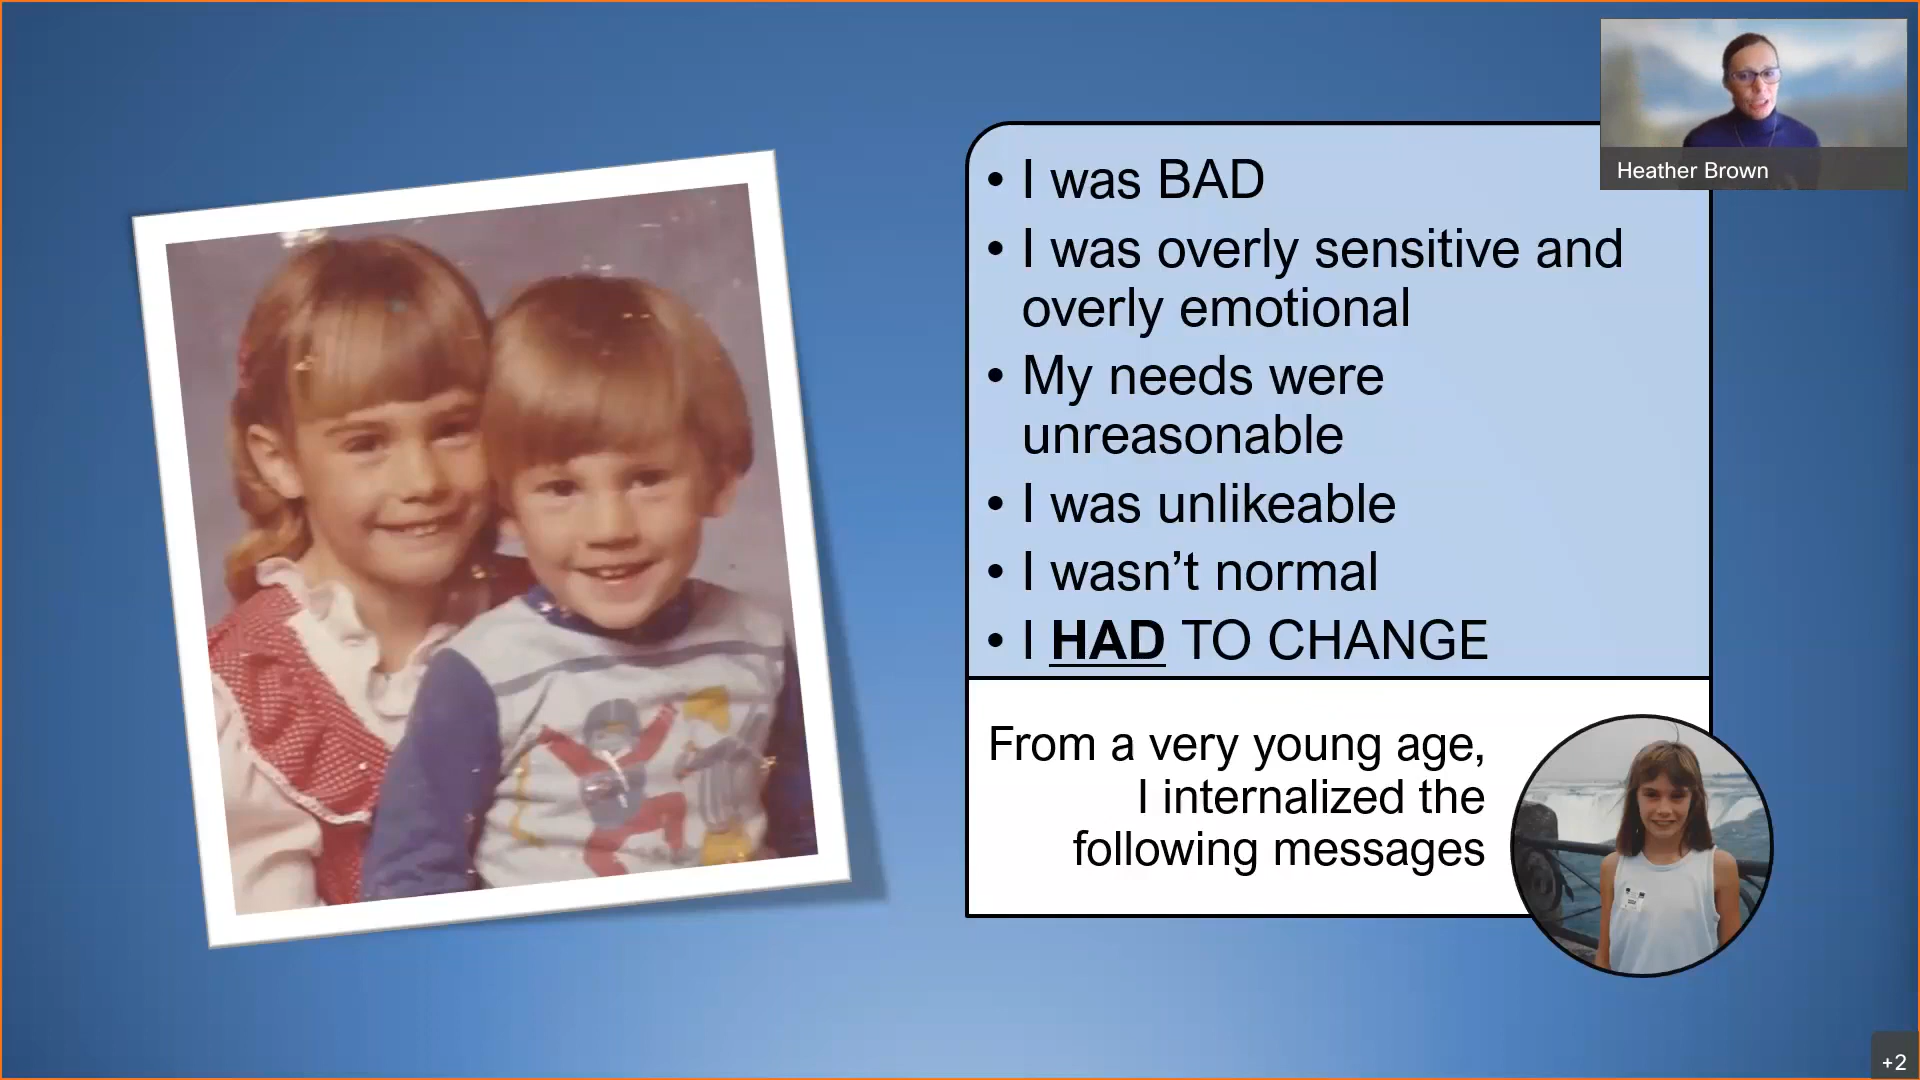 • I was BAD
• I was overly sensitive and
overly emotional
• My needs were
unreasonable
• I was unlikeable
• I wasn’t normal
• I HAD TO CHANGE
From a very young age,
I internalized the
following messages
Heather Brown
+2